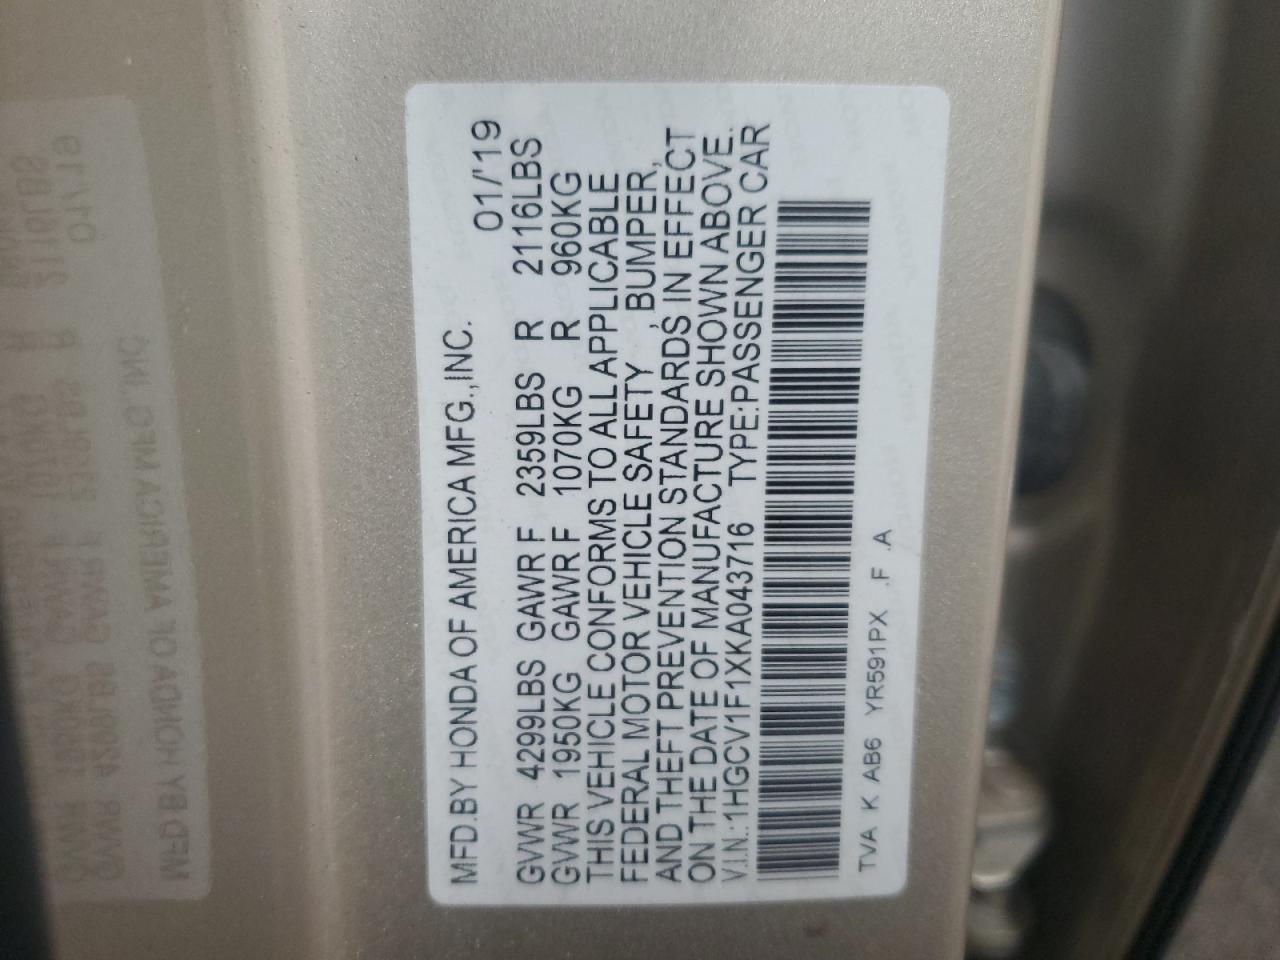 MFD.BY HONDA OF AMERICA MFG.,INC. 01/'19
GVWR 4299LBS GAWR F 2359LBS R 2116LBS
GVWR 1950KG GAWR F 1070KG R 960KG
THIS VEHICLE CONFORMS TO ALL APPLICABLE
FEDERAL MOTOR VEHICLE SAFETY , BUMPER,
AND THEFT PREVENTION STANDARDS IN EFFECT
ON THE DATE OF MANUFACTURE SHOWN ABOVE.
V.I.N.:1HGCV1F1XKA043716 TYPE:PASSENGER CAR
TVA K AB6 YR591PX .F .A